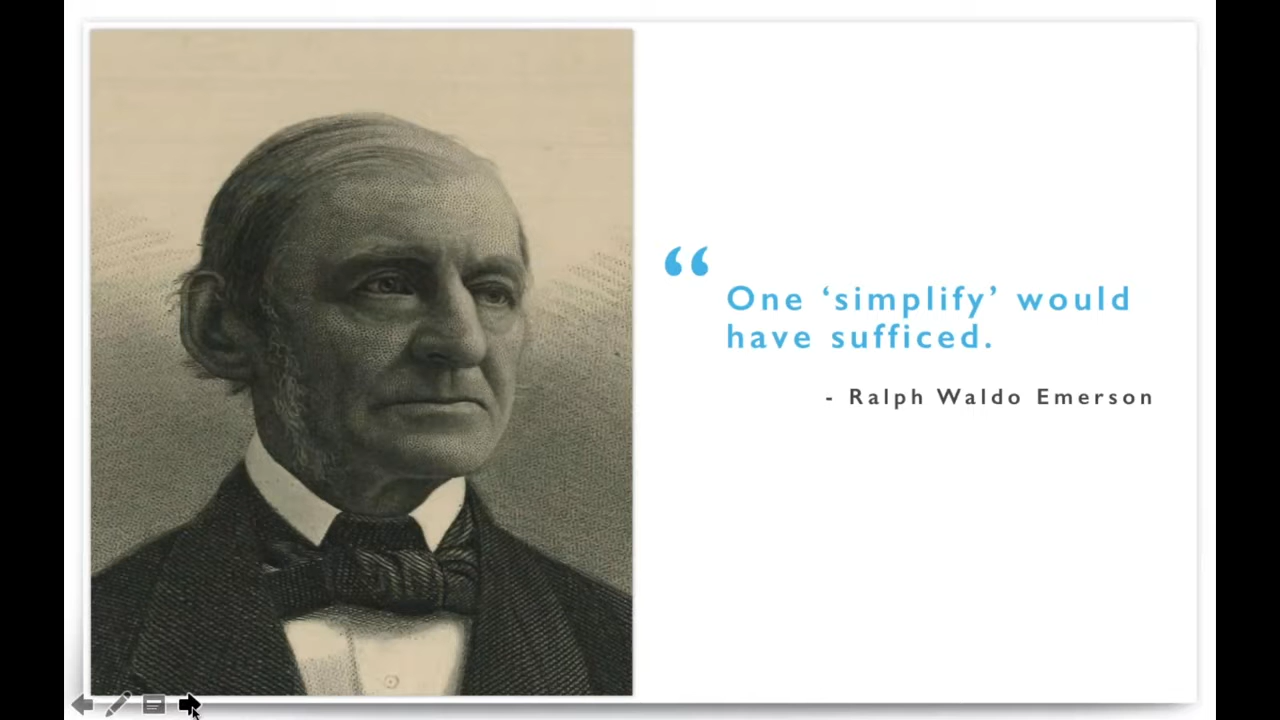 “
One ‘simplify’ would
have sufficed.
- Ralph Waldo Emerson